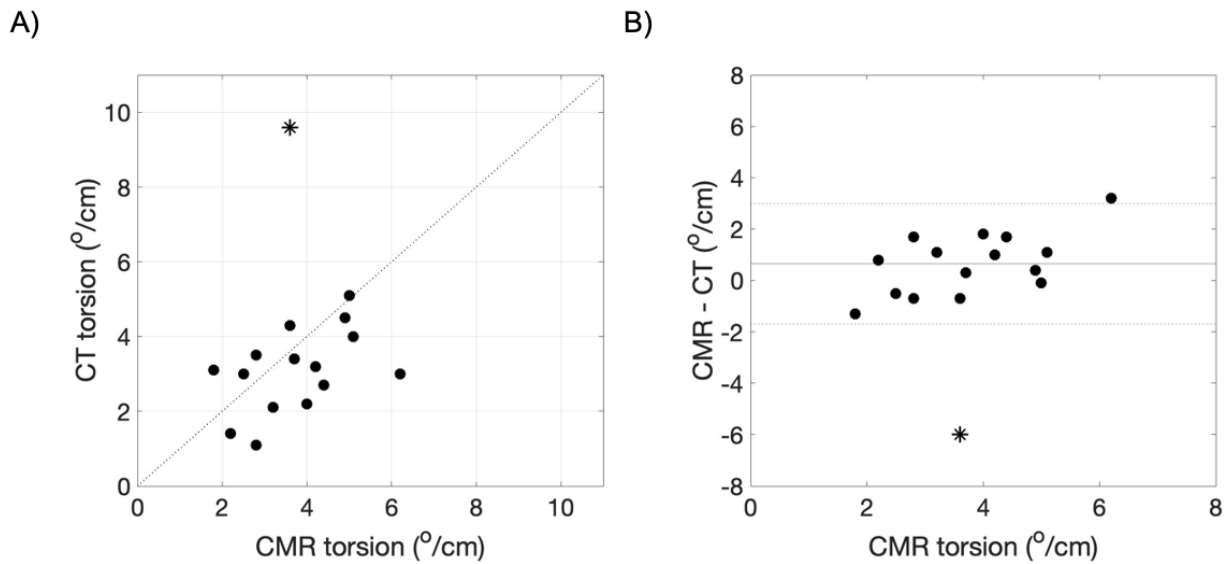 A)
B)
CT torsion (º/cm)
10
8
6
4
2
0
0 2 4 6 8 10
CMR torsion (º/cm)
CMR - CT (º/cm)
8
6
4
2
0
-2
-4
-6
-8
0 2 4 6 8
CMR torsion (º/cm)